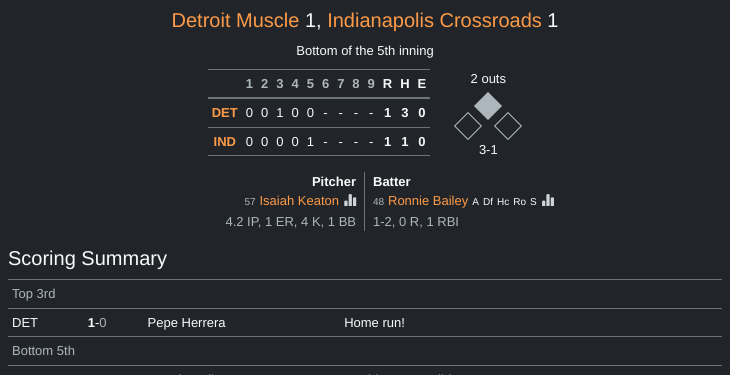 Detroit Muscle 1, Indianapolis Crossroads 1
Bottom of the 5th inning
1 2 3 4 5 6 7 8 9 R H E
DET 0 0 1 0 0 - - - - 1 3 0
IND 0 0 0 0 1 - - - - 1 1 0
2 outs
3-1
Pitcher Batter
57 Isaiah Keaton 48 Ronnie Bailey A Df Hc Ro S
4.2 IP, 1 ER, 4 K, 1 BB 1-2, 0 R, 1 RBI
Scoring Summary
Top 3rd
DET 1-0 Pepe Herrera Home run!
Bottom 5th